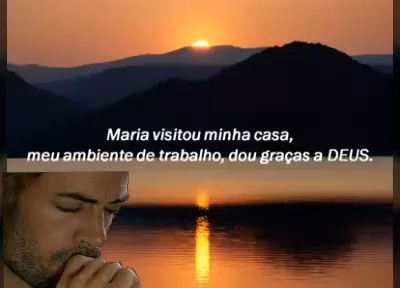 Maria visitou minha casa,
meu ambiente de trabalho, dou graças a DEUS.